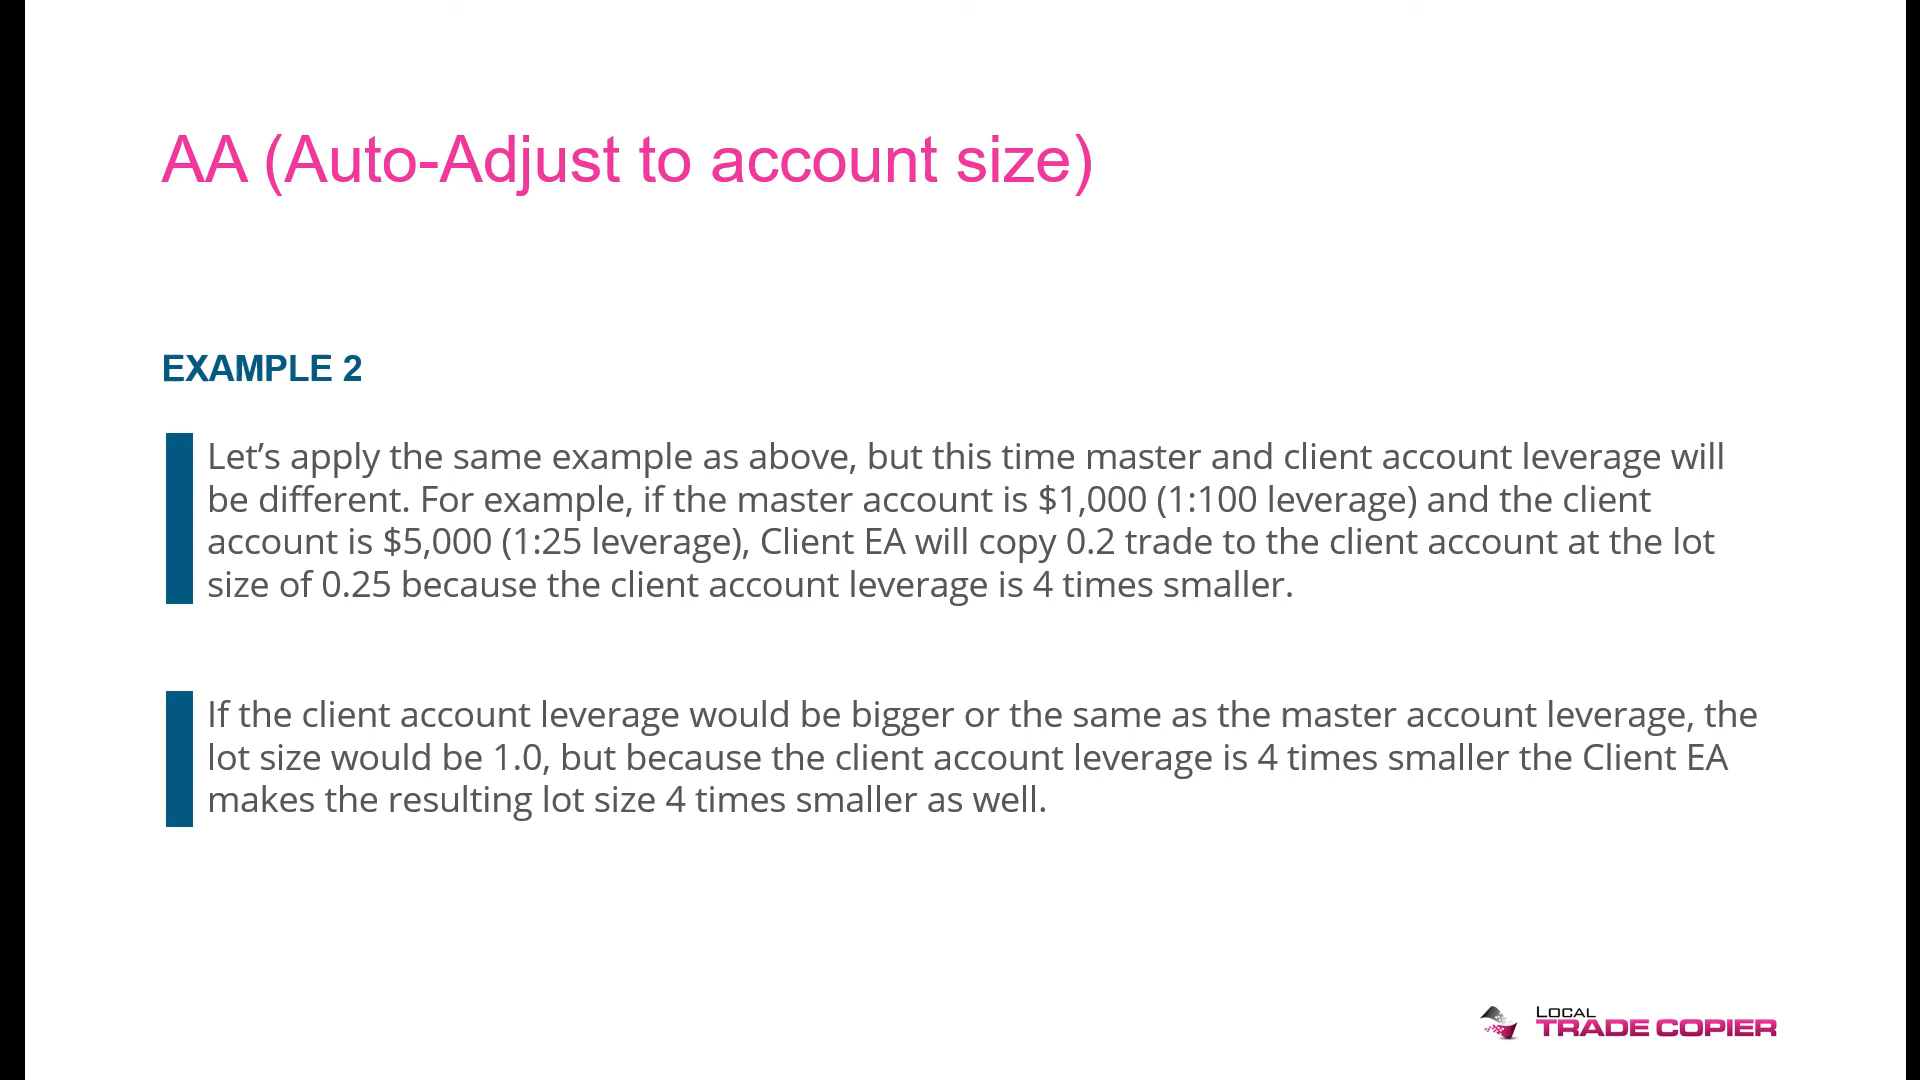 AA (Auto-Adjust to account size)
EXAMPLE 2
Let’s apply the same example as above, but this time master and client account leverage will
be different. For example, if the master account is $1,000 (1:100 leverage) and the client
account is $5,000 (1:25 leverage), Client EA will copy 0.2 trade to the client account at the lot
size of 0.25 because the client account leverage is 4 times smaller.
If the client account leverage would be bigger or the same as the master account leverage, the
lot size would be 1.0, but because the client account leverage is 4 times smaller the Client EA
makes the resulting lot size 4 times smaller as well.
LOCAL
TRADE COPIER